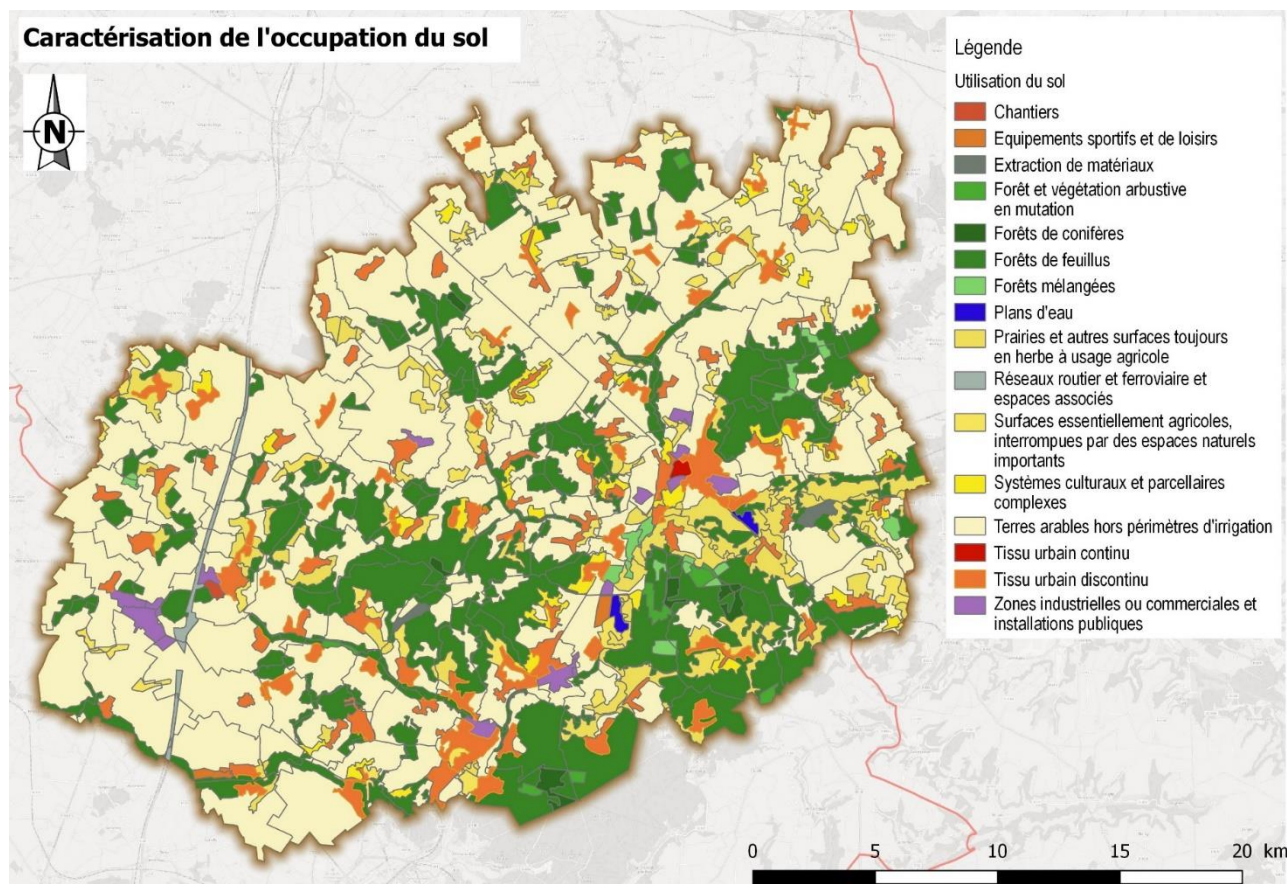 Caractérisation de l'occupation du sol
N
Légende
Utilisation du sol
Chantiers
Equipements sportifs et de loisirs
Extraction de matériaux
Forêt et végétation arbustive
en mutation
Forêts de conifères
Forêts de feuillus
Forêts mélangées
Plans d'eau
Prairies et autres surfaces toujours
en herbe à usage agricole
Réseaux routier et ferroviaire et
espaces associés
Surfaces essentiellement agricoles,
interrompues par des espaces naturels
importants
Systèmes culturaux et parcellaires
complexes
Terres arables hors périmètres d'irrigation
Tissu urbain continu
Tissu urbain discontinu
Zones industrielles ou commerciales et
installations publiques
0 5 10 15 20 km